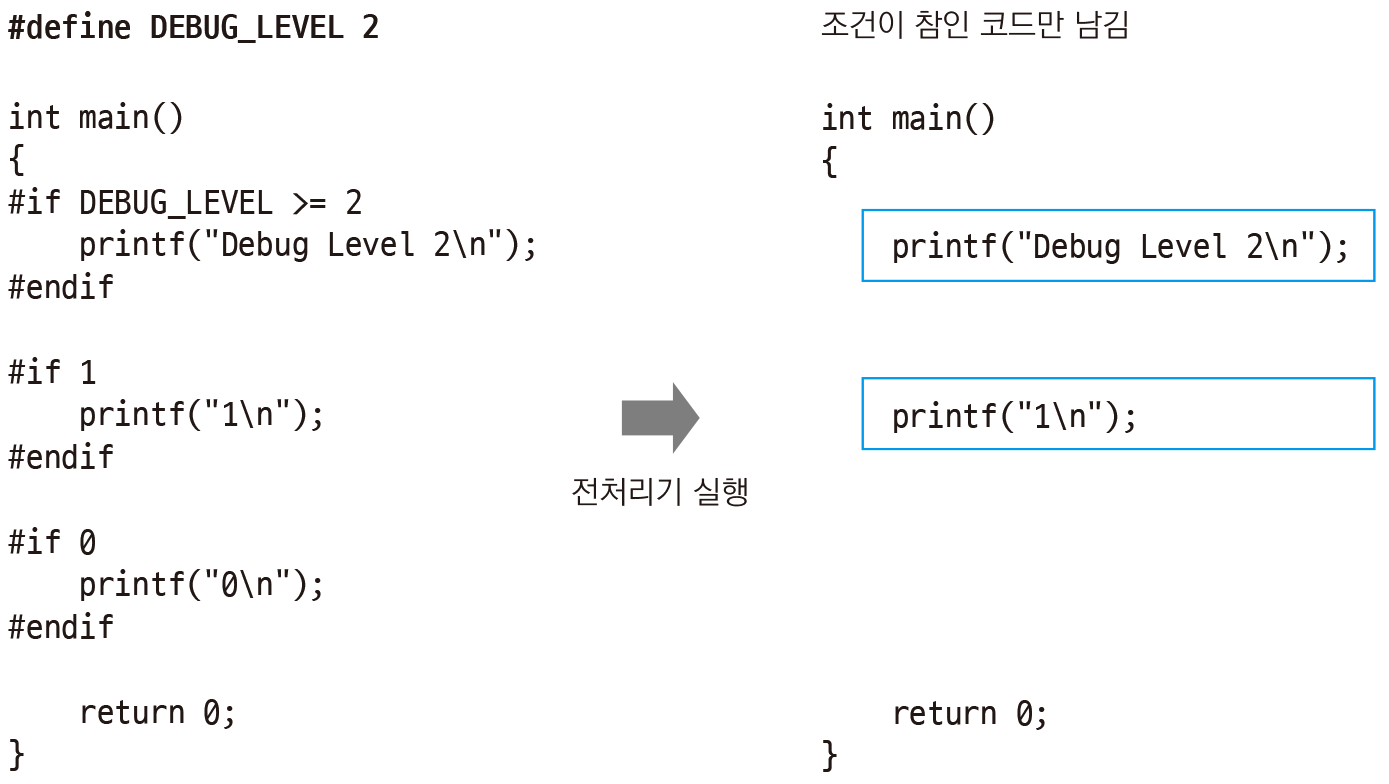 #define DEBUG_LEVEL 2
int main()
{
#if DEBUG_LEVEL >= 2
    printf("Debug Level 2\n");
#endif
#if 1
    printf("1\n");
#endif
#if 0
    printf("0\n");
#endif
    return 0;
}
전처리기 실행
조건이 참인 코드만 남김
int main()
{
    printf("Debug Level 2\n");
    printf("1\n");
    return 0;
}